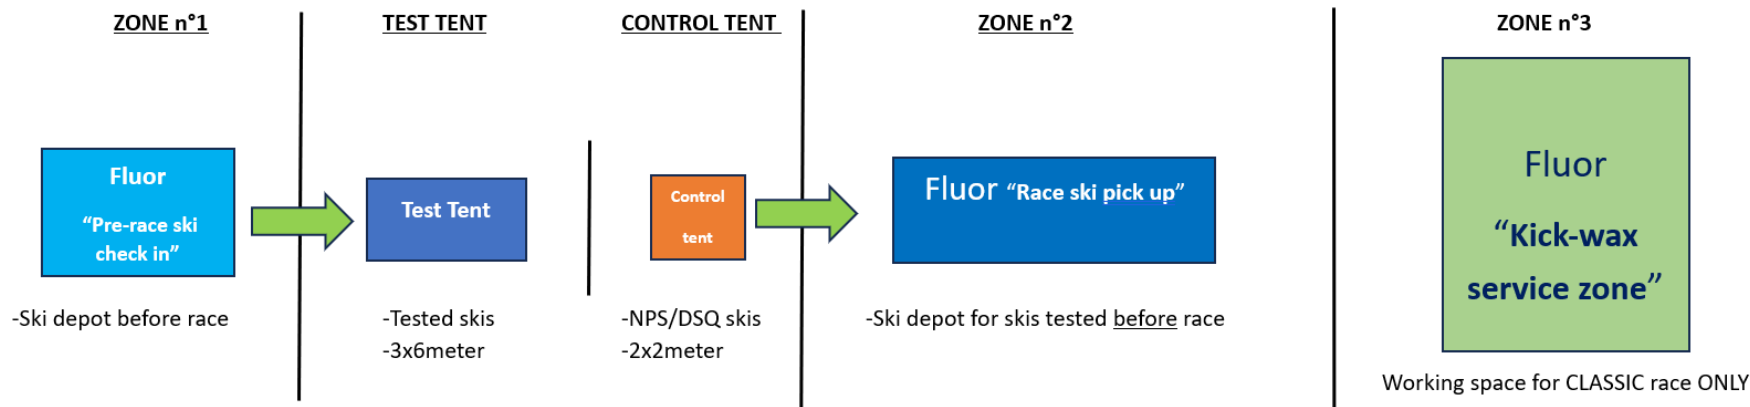 ZONE n°1
TEST TENT
CONTROL TENT
ZONE n°2
ZONE n°3
Fluor
“Pre-race ski
check in”
Test Tent
Control
tent
Fluor “Race ski pick up”
Fluor
“Kick-wax
service zone”
-Ski depot before race
-Tested skis
-3x6meter
-NPS/DSQ skis
-2x2meter
-Ski depot for skis tested before race
Working space for CLASSIC race ONLY